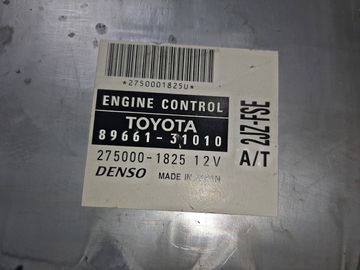 *2750001825U*
ENGINE CONTROL
TOYOTA
89661-31010
275000-1825 12V
DENSO MADE IN JAPAN
2JZ-FSE
A/T